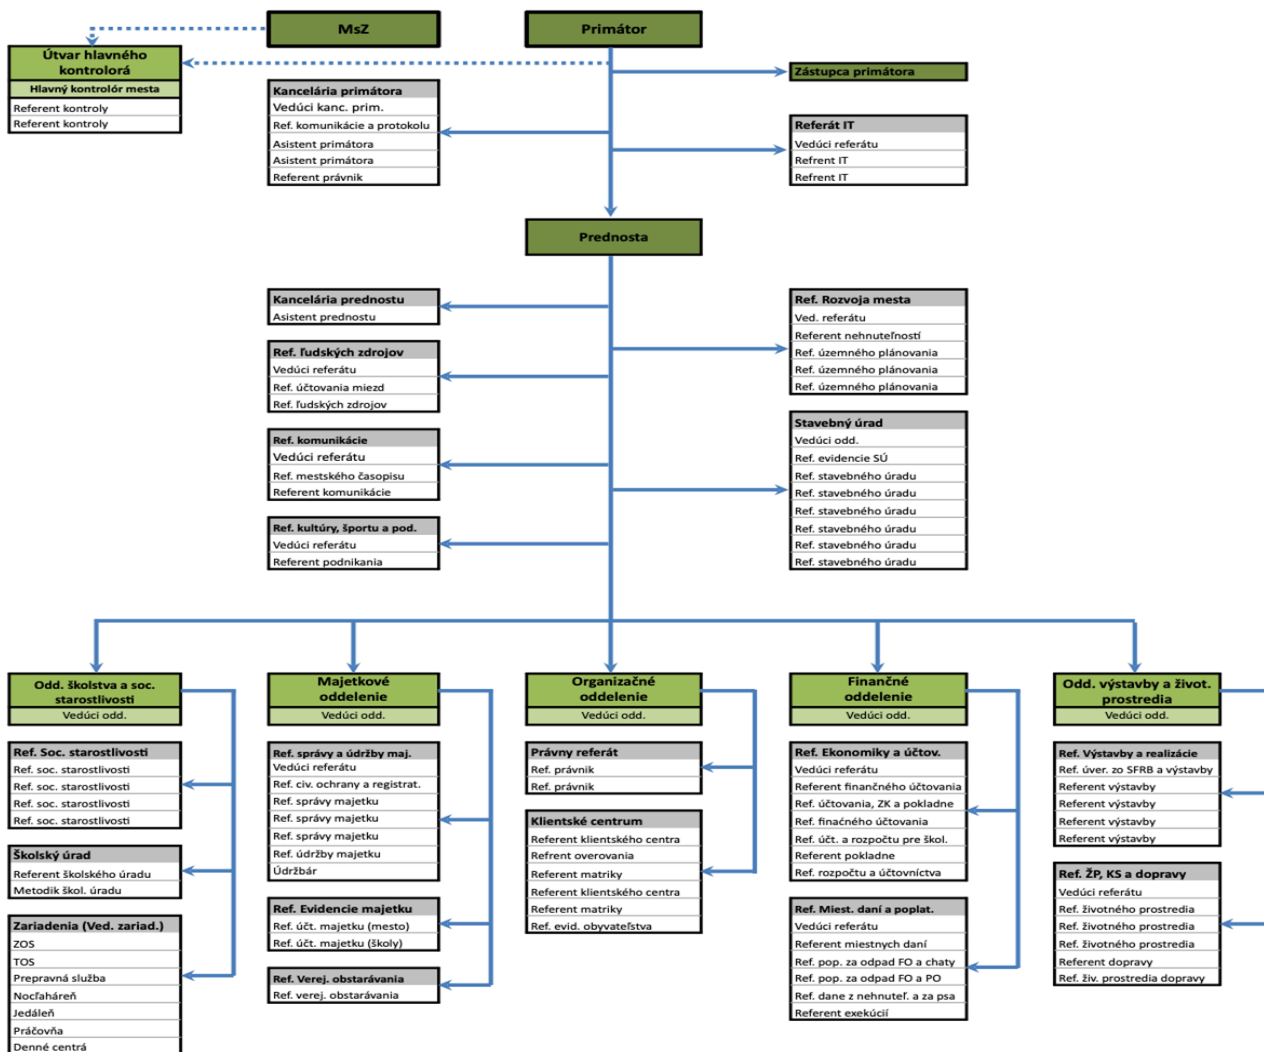 MsZ
Primátor
Útvar hlavného
kontrolorá
Hlavný kontrolór mesta
Referent kontroly
Referent kontroly
Kancelária primátora
Vedúci kanc. prim.
Ref. komunikácie a protokolu
Asistent primátora
Asistent primátora
Referent právnik
Zástupca primátora
Referát IT
Vedúci referátu
Refrent IT
Refrent IT
Prednosta
Kancelária prednostu
Asistent prednostu
Ref. ľudských zdrojov
Vedúci referátu
Ref. účtovania miezd
Ref. ľudských zdrojov
Ref. komunikácie
Vedúci referátu
Ref. mestského časopisu
Referent komunikácie
Ref. kultúry, športu a pod.
Vedúci referátu
Referent podnikania
Ref. Rozvoja mesta
Ved. referátu
Referent nehnuteľností
Ref. územného plánovania
Ref. územného plánovania
Ref. územného plánovania
Stavebný úrad
Vedúci odd.
Ref. evidencie SÚ
Ref. stavebného úradu
Ref. stavebného úradu
Ref. stavebného úradu
Ref. stavebného úradu
Ref. stavebného úradu
Ref. stavebného úradu
Odd. školstva a soc.
starostlivosti
Vedúci odd.
Ref. Soc. starostlivosti
Ref. soc. starostlivosti
Ref. soc. starostlivosti
Ref. soc. starostlivosti
Ref. soc. starostlivosti
Školský úrad
Referent školského úradu
Metodik škol. úradu
Zariadenia (Ved. zariad.)
ZOS
TOS
Prepravná služba
Nocľaháreň
Jedáleň
Práčovňa
Denné centrá
Majetkové
oddelenie
Vedúci odd.
Ref. správy a údržby maj.
Vedúci referátu
Ref. civ. ochrany a registrat.
Ref. správy majetku
Ref. správy majetku
Ref. správy majetku
Ref. údržby majetku
Údržbár
Ref. Evidencie majetku
Ref. účt. majetku (mesto)
Ref. účt. majetku (školy)
Ref. Verej. obstarávania
Ref. verej. obstarávania
Organizačné
oddelenie
Vedúci odd.
Právny referát
Ref. právnik
Ref. právnik
Klientské centrum
Referent klientského centra
Refrent overovania
Referent matriky
Referent klientského centra
Referent matriky
Ref. evid. obyvateľstva
Finančné
oddelenie
Vedúci odd.
Ref. Ekonomiky a účtov.
Vedúci referátu
Referent finančného účtovania
Ref. účtovania, ZK a pokladne
Ref. finaćného účtovania
Ref. účt. a rozpočtu pre škol.
Referent pokladne
Ref. rozpočtu a účtovníctva
Ref. Miest. daní a poplat.
Vedúci referátu
Referent miestnych daní
Ref. pop. za odpad FO a chaty
Ref. pop. za odpad FO a PO
Ref. dane z nehnuteľ. a za psa
Referent exekúcií
Odd. výstavby a život.
prostredia
Vedúci odd.
Ref. Výstavby a realizácie
Ref. úver. zo SFRB a výstavby
Referent výstavby
Referent výstavby
Referent výstavby
Referent výstavby
Ref. ŽP, KS a dopravy
Vedúci referátu
Ref. životného prostredia
Ref. životného prostredia
Ref. životného prostredia
Referent dopravy
Ref. živ. prostredia dopravy